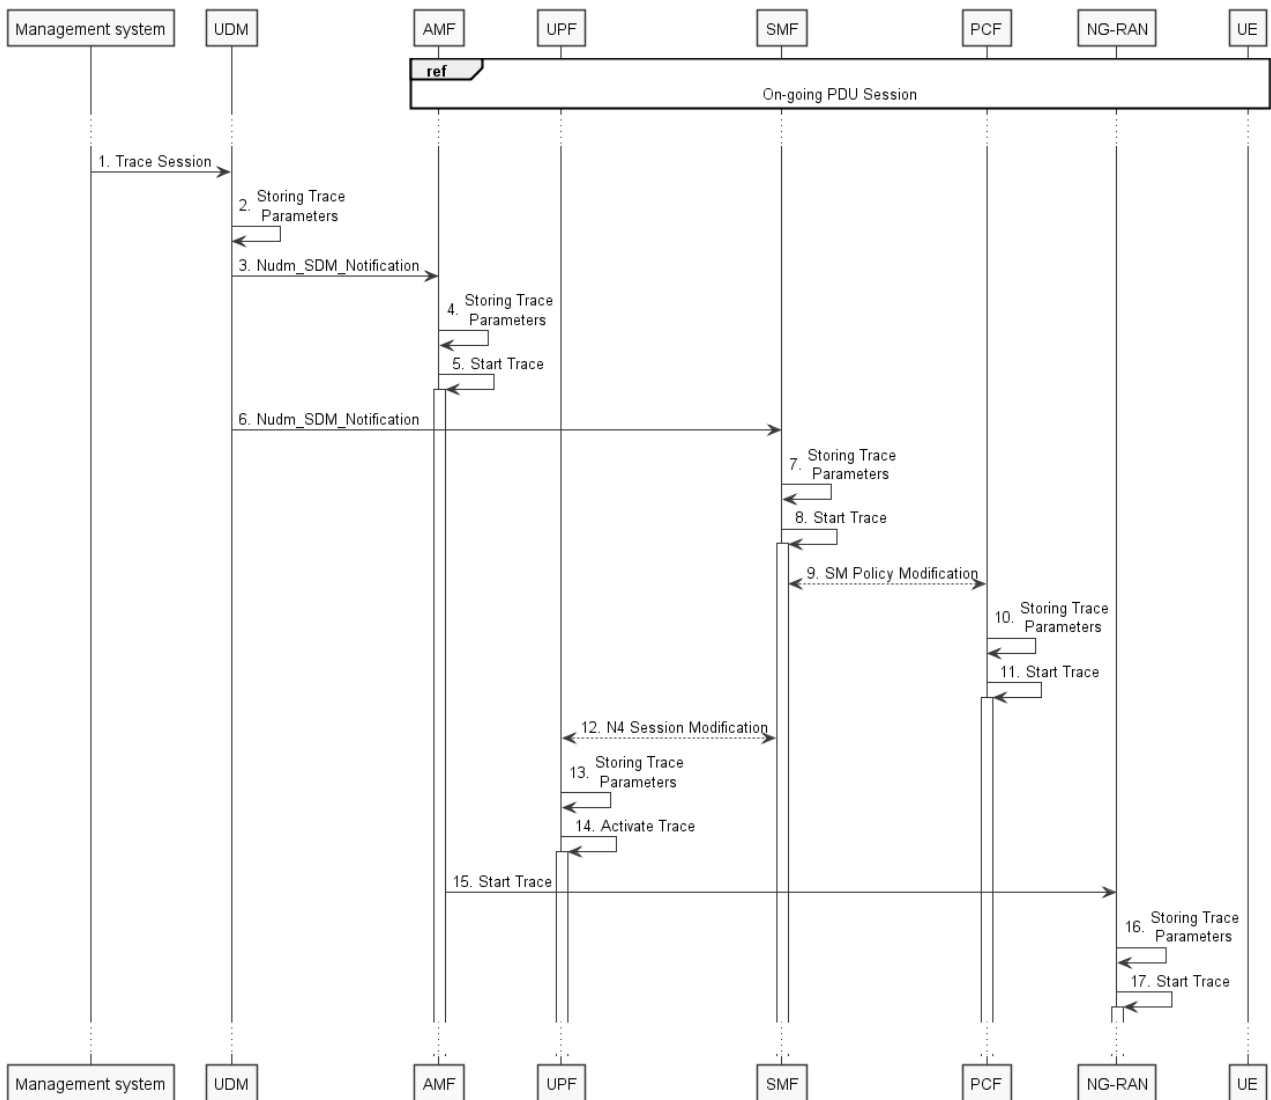 Management system
UDM
AMF
UPF
SMF
PCF
NG-RAN
UE
ref
On-going PDU Session
1. Trace Session
2. Storing Trace
Parameters
3. Nudm_SDM_Notification
4. Storing Trace
Parameters
5. Start Trace
6. Nudm_SDM_Notification
7. Storing Trace
Parameters
8. Start Trace
9. SM Policy Modification
10. Storing Trace
Parameters
11. Start Trace
12. N4 Session Modification
13. Storing Trace
Parameters
14. Activate Trace
15. Start Trace
16. Storing Trace
Parameters
17. Start Trace
Management system
UDM
AMF
UPF
SMF
PCF
NG-RAN
UE